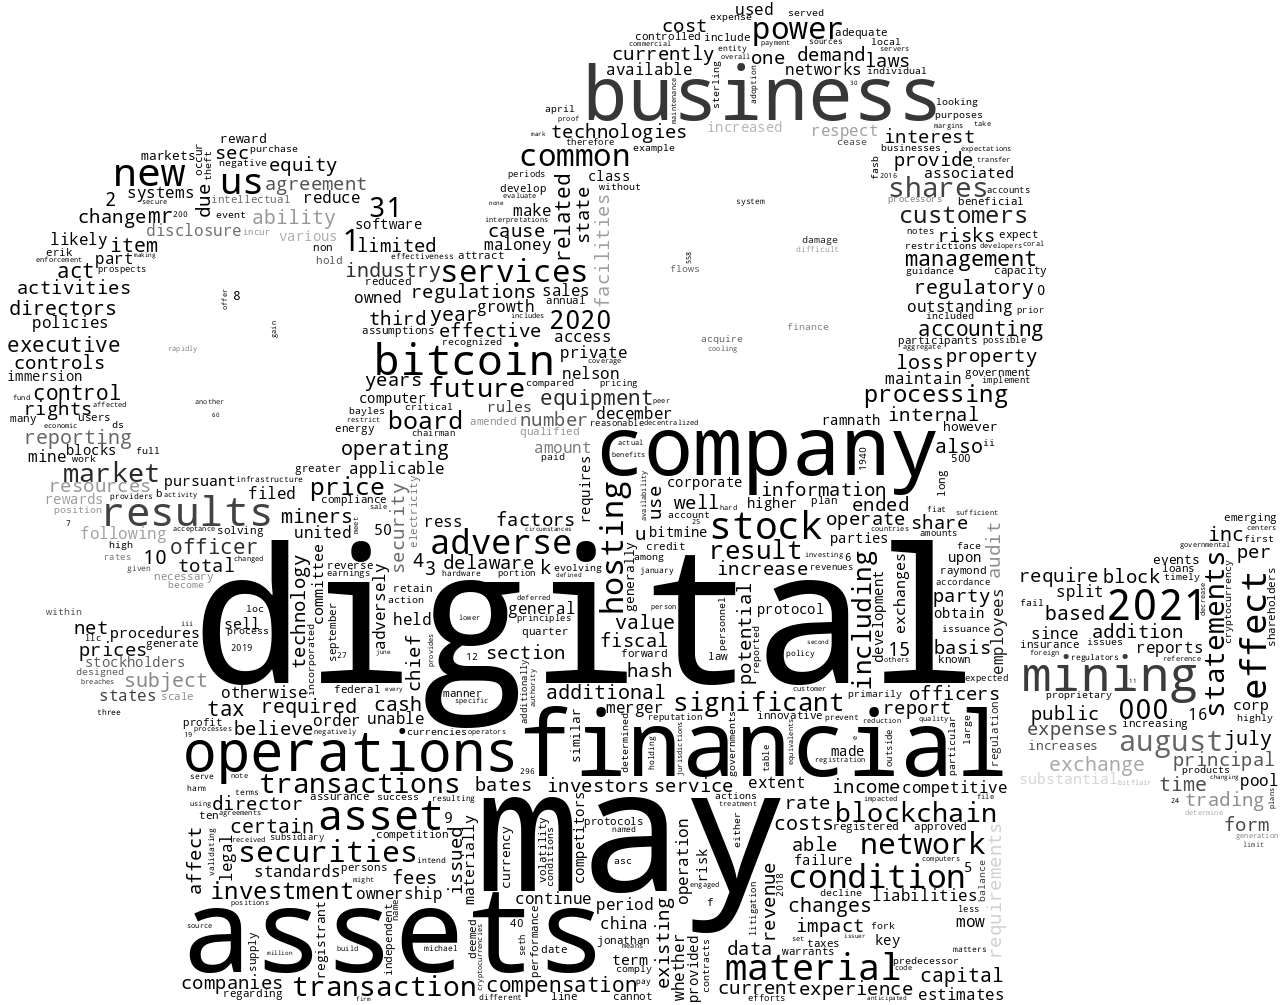 used served
cost expense power adequate
controlled include
currently one demand local laws
available networks individual
business
sterling adoption maintenance
looking purposes
april proof
technologies increased respect interest
mark therefore example cease businesses expectations
common provide transfer
class shares associated
reward
markets sec purchase
new us equity
negative
systems agreement
2 due intellectual reduce
secure
change mr 200 event ability 31 software
disclosure incur various 1 limited
likely item non
erik part hold
act prospects industry services
activities owned regulations sales
directors third year growth annual
policies assumptions effective 2020
executive recognized access
controls bitcoin private
immersion years future nelson
control computer equipment
rights bayles critical rules number december
many users energy board amended qualified
reporting chairman amount
mine blocks full operating paid
market greater applicable
resources pursuant infrastructure price
rewards providers activity filed compliance
position results miners
following acceptance solving united 50
high officer
rates 10 total changed
given
necessary
become
periods
develop without
evaluate
none make state related
interpretations cause facilities
maloney
effectiveness attract
reduced
includes
compared pricing
coverage
reasonable decentralized
peer
system
damage
difficult
flows
finance
acquire
cooling
offer 8
gain
rapidly
another
60
fasb 2016
accounts
beneficial
processors customers
notes risks expect
restrictions developers coral
management
guidance capacity
regulatory 0
outstanding prior
included
accounting
participants possible
aggregate
loss property
maintain government
implement
processing
ramnath internal
however
company also ii
actual benefits 1940 500
long
requires hosting availability
corporate information
use well higher ended
hard fiat sufficient
u account stock operate share
bitmine 25 countries amounts
credit result parties
among investing 6 face
january increase revenues upon
raymond
accordance
security electricity
ress factors
adverse
circumstances
4 3 delaware k evolving
hardware portion defined
reverse
earnings
retain
action
held
digital
technology committee adversely
september incorporated 27
loc
sell
process
2019
generally
deferred
general
principles
quarter
lower
12 section
provides
chief
person
value
fiscal
forward
hash
personnel law
potential reported
protocol
second
policy
including development exchanges
15
others
party
obtain
issuance
basis
known
expected
employees audit
within
iii
net llc procedures
prices generate
stockholders
designed
breaches subject
states scale
three
otherwise
federal every
tax required cash
manner
specific
additionally authority
additional
merger
significant
customer
primarily officers
report
profit
19 processes
believe order unable
negatively
currencies operators
operations financial
296
similar determined holding
reputation
jurisdictions
governments
innovative
table
equivalents
prevent reduction quality
made
registration
outside
particular large
regulation
serve note
harm
transactions bates investors service extent income competitive
using terms assurance success resulting
director
agreements
ten
asset 9
certain subsidiary
received
competition
affect validating legal
securities issued materially
intend
standards persons fees
might
investment ownership
may
currency volatility conditions competitors
protocols
named
asc
actions
treatment
either
rate impacted file
costs registered blockchain approved
able network
failure computers
risk
operation engaged
condition 5
decline balance
liabilities
requirements
positions
source name
assets
continue
40
period
china
jonathan
means
term
comply
pay
cannot
f existing
litigation revenue 2018
changes less
impact fork mow
set taxes issuer key
data warrants matters
whether provided contracts
predecessor
material code
capital
supply million registrant build independent michael deemed cryptocurrencies seth performance date
companies transaction compensation
regarding firm different line
current experience
efforts anticipated
estimates
emerging
inc centers
first
governmental
events per
require block loans timely
fail split
based 2021 decrease
since addition statements cryptocurrency effect shareholders
insurance issues reports
foreign regulators reference
mining
11
proprietary
000 16 corp
public increasing highly
expenses august july
increases
exchange principal
substantial bitflair products changing pool
time
24 trading plans
determine
form
generation
limit